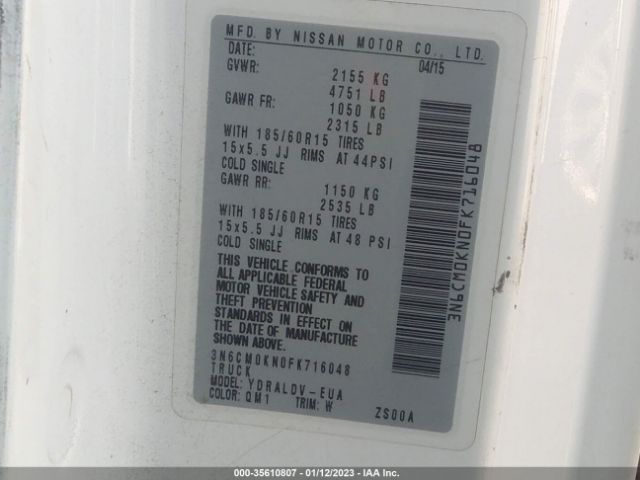 MFD. BY NISSAN MOTOR CO., LTD.
DATE: 04/15
GVWR: 2155 KG
4751 LB
GAWR FR: 1050 KG
2315 LB
WITH 185/60R15 TIRES
15x5.5 JJ RIMS AT 44PSI
COLD SINGLE
GAWR RR: 1150 KG
2535 LB
WITH 185/60R15 TIRES
15x5.5 JJ RIMS AT 48 PSI
COLD SINGLE
THIS VEHICLE CONFORMS TO
ALL APPLICABLE FEDERAL
MOTOR VEHICLE SAFETY AND
THEFT PREVENTION
STANDARDS IN EFFECT ON
THE DATE OF MANUFACTURE
SHOWN ABOVE.
3N6CM0KN0FK716048
TRUCK
MODEL: YDRALDV-EUA
COLOR: QM1 TRIM: W ZS00A
3N6CM0KN0FK716048
000-35610807 - 01/12/2023 - IAA Inc.